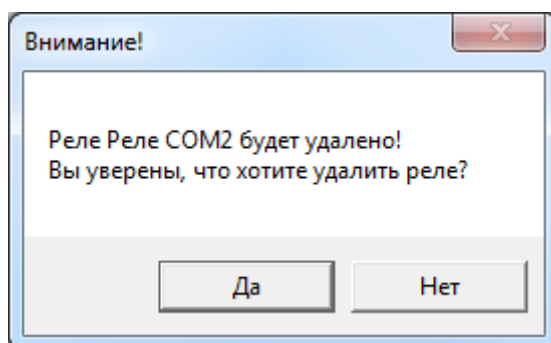 Внимание!
Реле Реле COM2 будет удалено!
Вы уверены, что хотите удалить реле?
Да
Нет